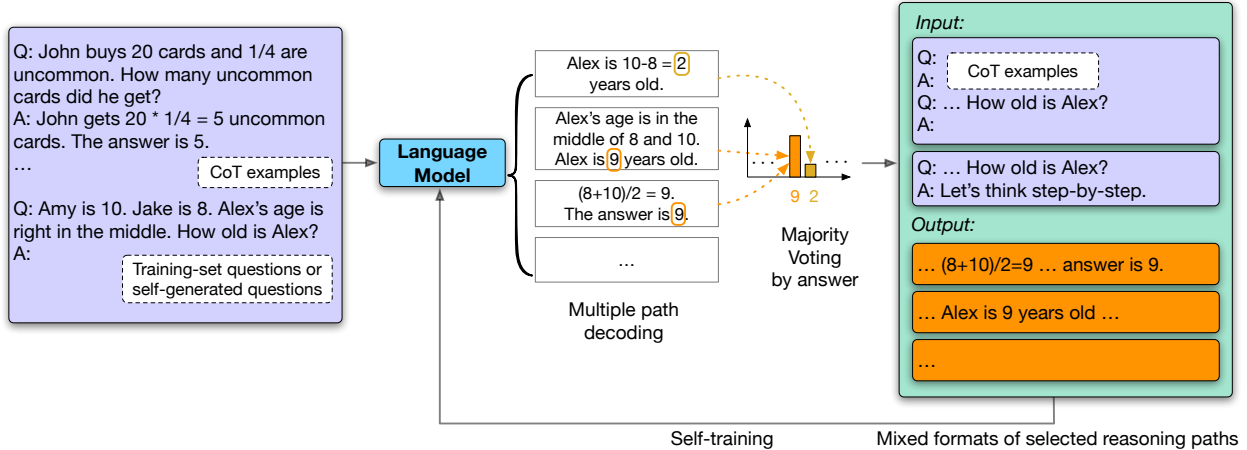 Q: John buys 20 cards and 1/4 are
uncommon. How many uncommon
cards did he get?
A: John gets 20 * 1/4 = 5 uncommon
cards. The answer is 5.
...
CoT examples
Q: Amy is 10. Jake is 8. Alex's age is
right in the middle. How old is Alex?
A:
Training-set questions or
self-generated questions
Language
Model
Alex is 10-8 = 2
years old.
Alex's age is in the
middle of 8 and 10.
Alex is 9 years old.
(8+10)/2 = 9.
The answer is 9.
...
Multiple path
decoding
... ...
9 2
Majority
Voting
by answer
Input:
Q:
A:
CoT examples
Q: ... How old is Alex?
A:
Q: ... How old is Alex?
A: Let's think step-by-step.
Output:
... (8+10)/2=9 ... answer is 9.
... Alex is 9 years old ...
...
Self-training
Mixed formats of selected reasoning paths